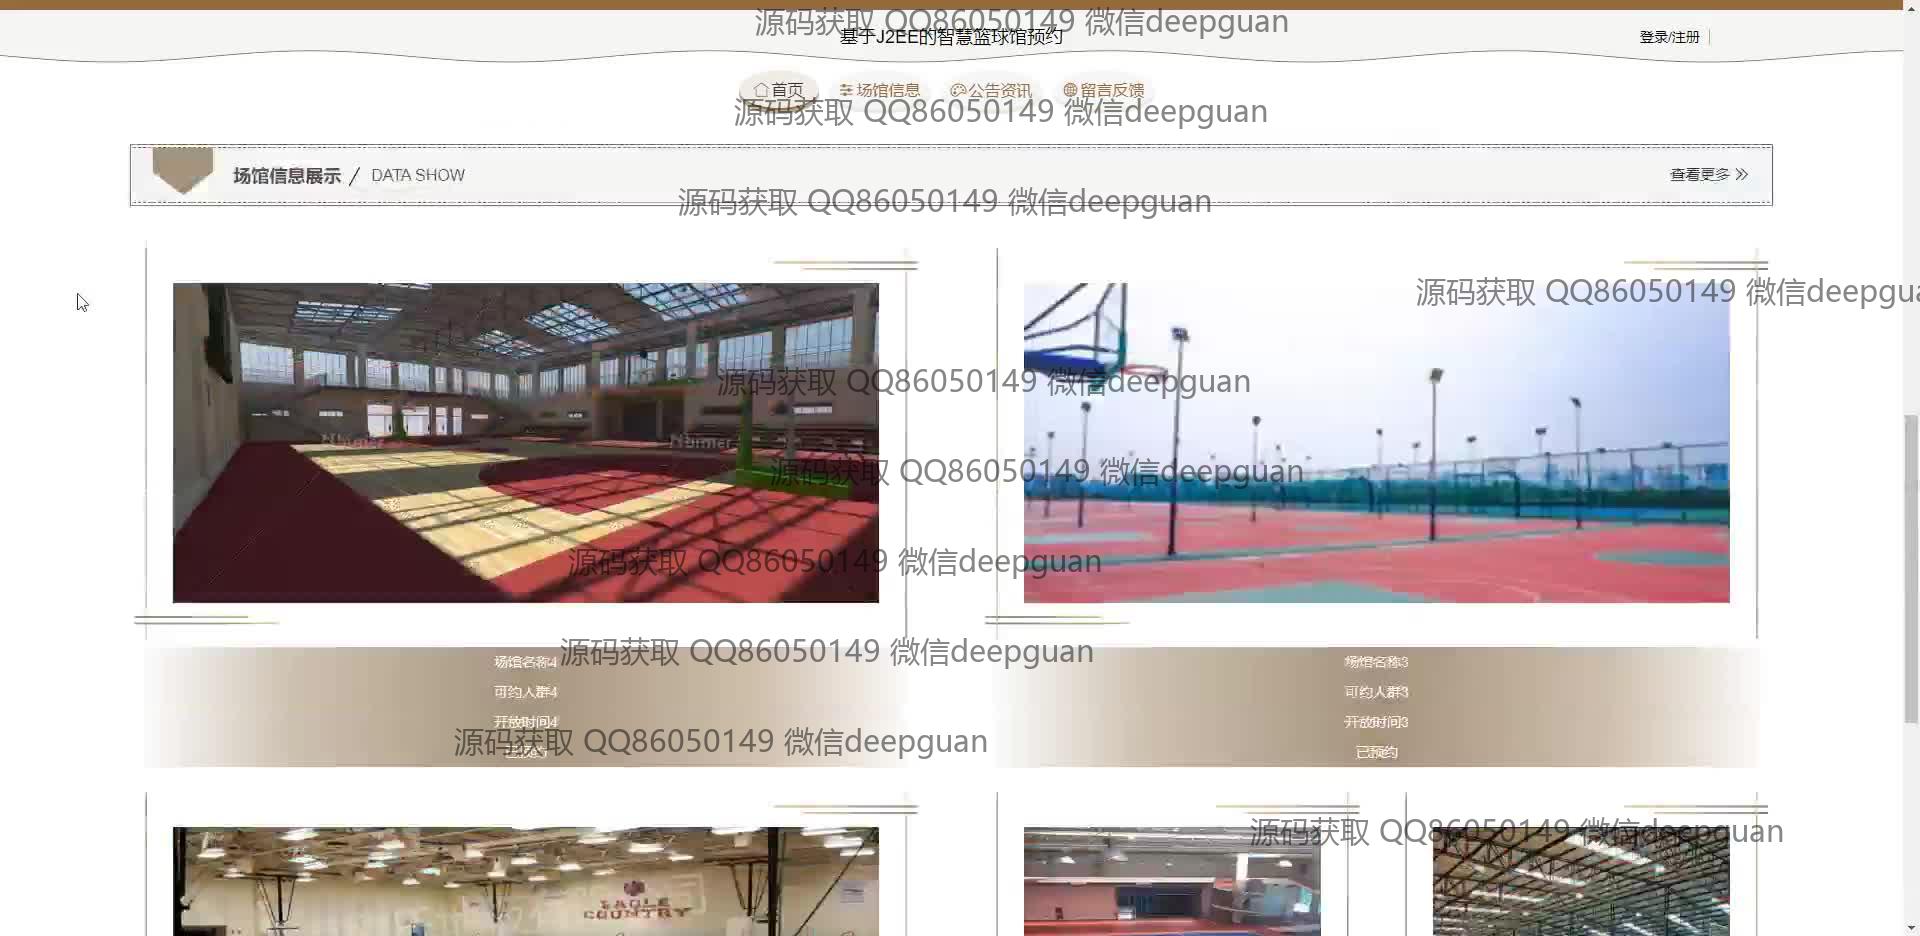 源码获取 QQ86050149 微信deepguan
基于J2EE的智慧篮球馆预约
登录/注册
首页
场馆信息
公告资讯
留言反馈
源码获取 QQ86050149 微信deepguan
场馆信息展示 / DATA SHOW
查看更多
源码获取 QQ86050149 微信deepguan
源码获取 QQ86050149 微信deepgua
源码获取 QQ86050149 微信deepguan
源码获取 QQ86050149 微信deepguan
源码获取 QQ86050149 微信deepguan
源码获取 QQ86050149 微信deepguan
场馆名称4
可约人群4
开放时间4
已预约
场馆名称3
可约人群3
开放时间3
已预约
源码获取 QQ86050149 微信deepguan
源码获取 QQ86050149 微信deepguan
EAGLE
COUNTRY